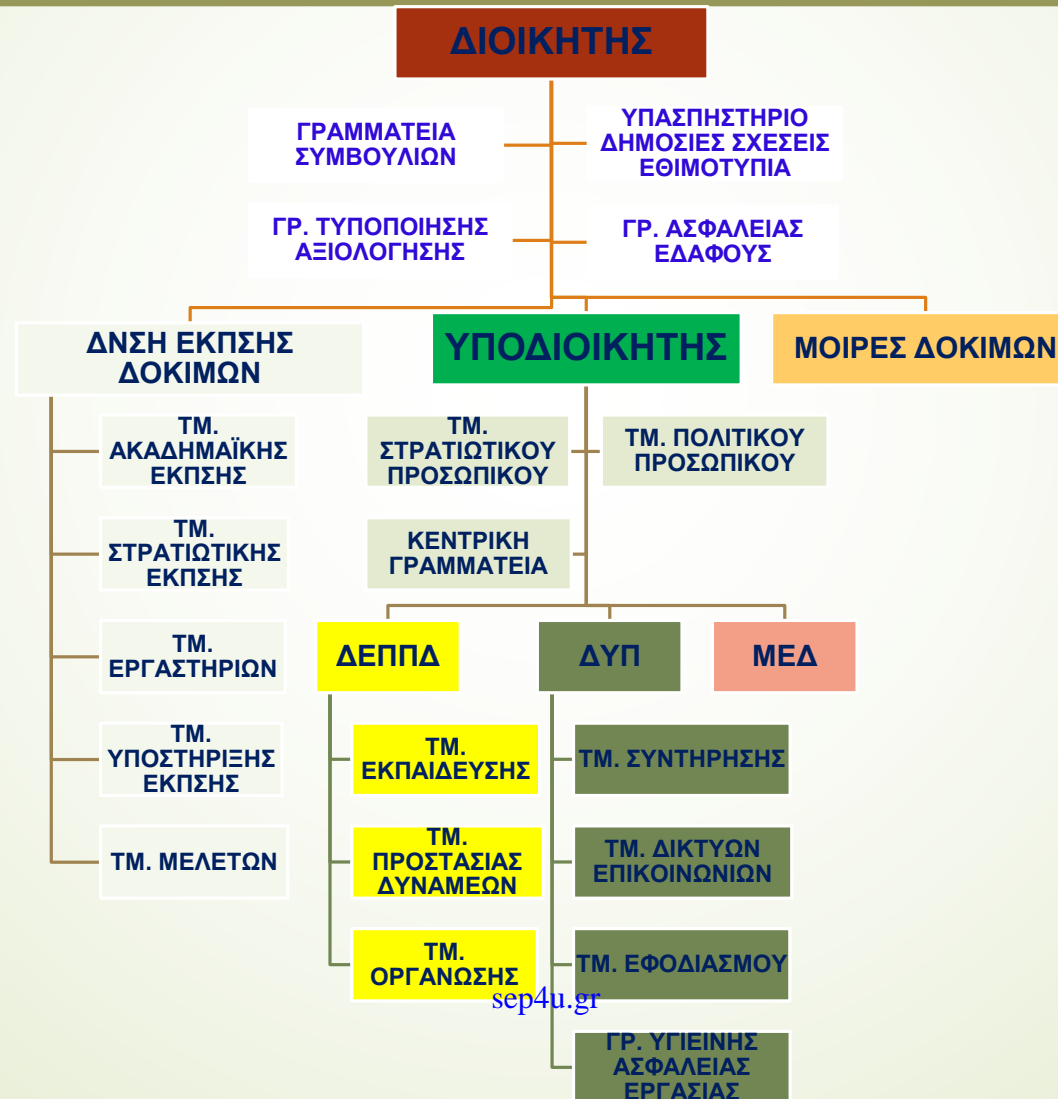 ΔΙΟΙΚΗΤΗΣ
ΓΡΑΜΜΑΤΕΙΑ
ΣΥΜΒΟΥΛΙΩΝ
ΥΠΑΣΠΗΣΤΗΡΙΟ
ΔΗΜΟΣΙΕΣ ΣΧΕΣΕΙΣ
ΕΘΙΜΟΤΥΠΙΑ
ΓΡ. ΤΥΠΟΠΟΙΗΣΗΣ
ΑΞΙΟΛΟΓΗΣΗΣ
ΓΡ. ΑΣΦΑΛΕΙΑΣ
ΕΔΑΦΟΥΣ
ΔΝΣΗ ΕΚΠΣΗΣ
ΔΟΚΙΜΩΝ
ΥΠΟΔΙΟΙΚΗΤΗΣ
ΜΟΙΡΕΣ ΔΟΚΙΜΩΝ
ΤΜ.
ΑΚΑΔΗΜΑΪΚΗΣ
ΕΚΠΣΗΣ
ΤΜ.
ΣΤΡΑΤΙΩΤΙΚΗΣ
ΕΚΠΣΗΣ
ΤΜ.
ΕΡΓΑΣΤΗΡΙΩΝ
ΤΜ.
ΥΠΟΣΤΗΡΙΞΗΣ
ΕΚΠΣΗΣ
ΤΜ. ΜΕΛΕΤΩΝ
ΤΜ.
ΣΤΡΑΤΙΩΤΙΚΟΥ
ΠΡΟΣΩΠΙΚΟΥ
ΤΜ. ΠΟΛΙΤΙΚΟΥ
ΠΡΟΣΩΠΙΚΟΥ
ΚΕΝΤΡΙΚΗ
ΓΡΑΜΜΑΤΕΙΑ
ΔΕΠΠΔ
ΔΥΠ
ΜΕΔ
ΤΜ.
ΕΚΠΑΙΔΕΥΣΗΣ
ΤΜ.
ΠΡΟΣΤΑΣΙΑΣ
ΔΥΝΑΜΕΩΝ
ΤΜ.
ΟΡΓΑΝΩΣΗΣ
ΤΜ. ΣΥΝΤΗΡΗΣΗΣ
ΤΜ. ΔΙΚΤΥΩΝ
ΕΠΙΚΟΙΝΩΝΙΩΝ
ΤΜ. ΕΦΟΔΙΑΣΜΟΥ
ΓΡ. ΥΓΙΕΙΝΗΣ
ΑΣΦΑΛΕΙΑΣ
ΕΡΓΑΣΙΑΣ
sep4u.gr